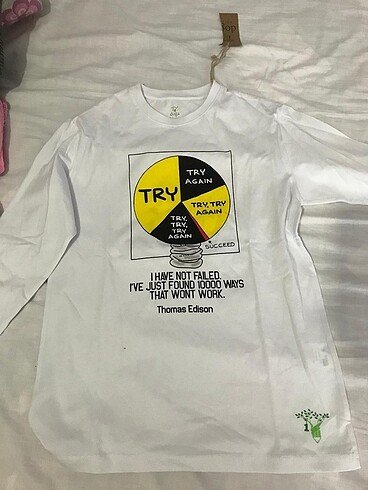 TRY
AGAIN
TRY
TRY, TRY
AGAIN
TRY,
TRY,
TRY
AGAIN
SUCCEED
I HAVE NOT FAILED.
I'VE JUST FOUND 10000 WAYS
THAT WONT WORK.
Thomas Edison